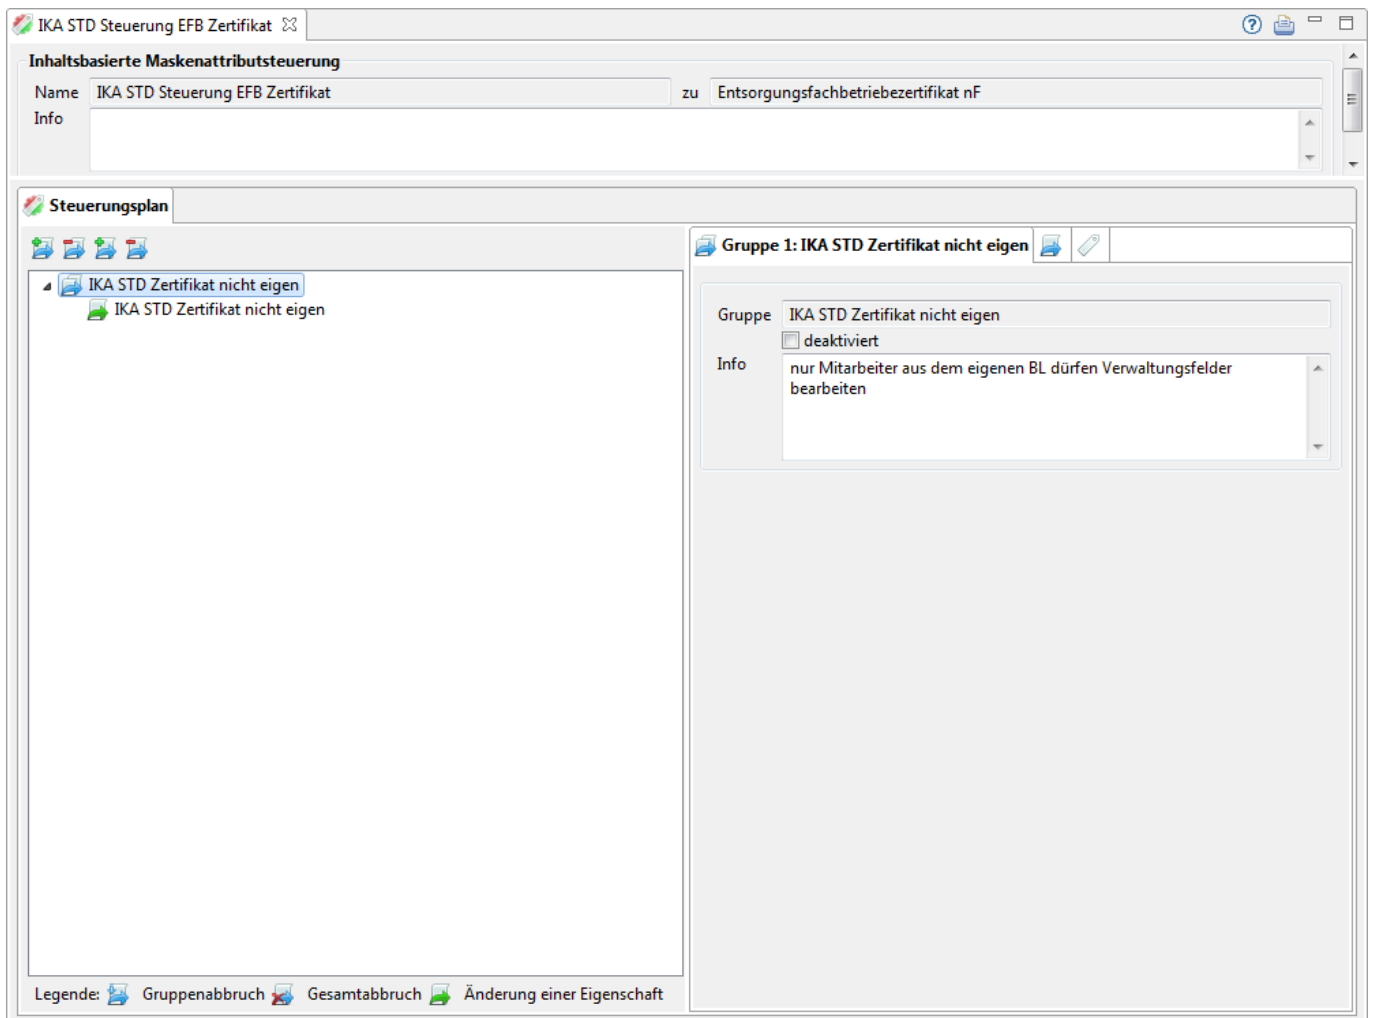 IKA STD Steuerung EFB Zertifikat
Inhaltsbasierte Maskenattributsteuerung
Name IKA STD Steuerung EFB Zertifikat zu Entsorgungsfachbetriebezertifikat nF
Info
Steuerungsplan
Gruppe 1: IKA STD Zertifikat nicht eigen
IKA STD Zertifikat nicht eigen
IKA STD Zertifikat nicht eigen
Gruppe IKA STD Zertifikat nicht eigen
deaktiviert
Info nur Mitarbeiter aus dem eigenen BL dürfen Verwaltungsfelder
bearbeiten
Legende: Gruppenabbruch Gesamtabbruch Änderung einer Eigenschaft